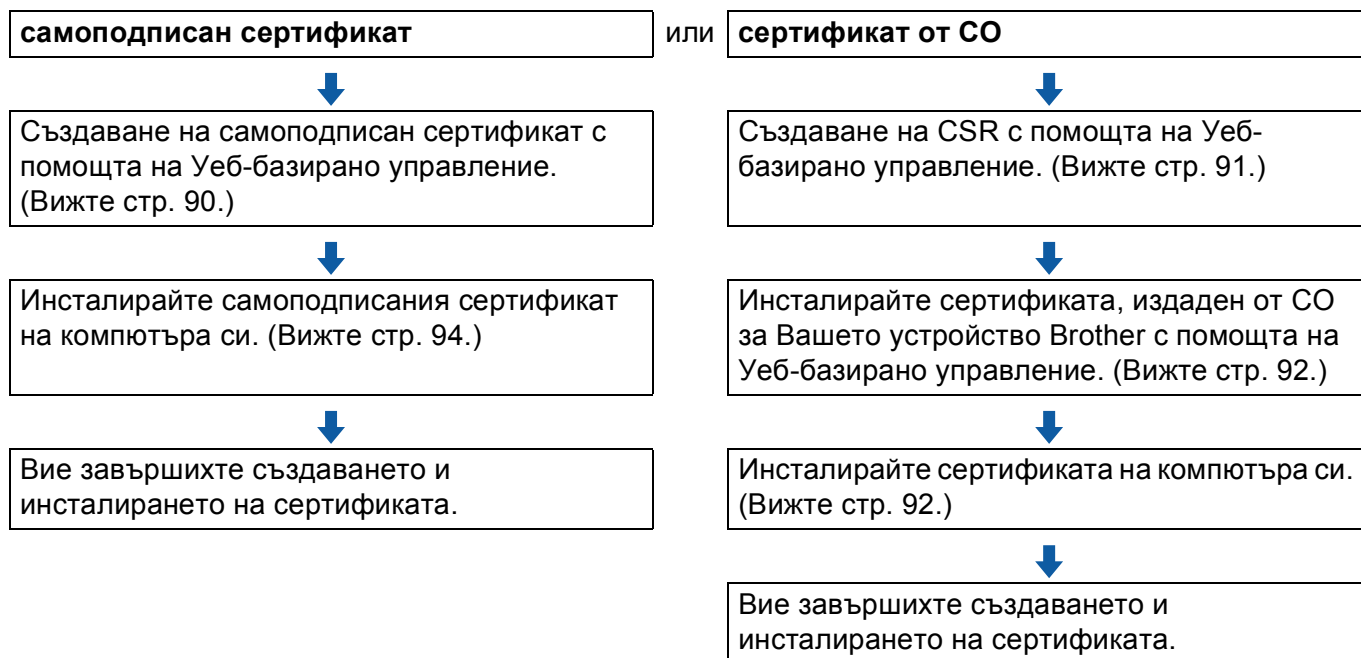 самоподписан сертификат
или
сертификат от СО
Създаване на самоподписан сертификат с
помощта на Уеб-базирано управление.
(Вижте стр. 90.)
Създаване на CSR с помощта на Уеб-
базирано управление. (Вижте стр. 91.)
Инсталирайте самоподписания сертификат
на компютъра си. (Вижте стр. 94.)
Инсталирайте сертификата, издаден от СО
за Вашето устройство Brother с помощта на
Уеб-базирано управление. (Вижте стр. 92.)
Вие завършихте създаването и
инсталирането на сертификата.
Инсталирайте сертификата на компютъра си.
(Вижте стр. 92.)
Вие завършихте създаването и
инсталирането на сертификата.